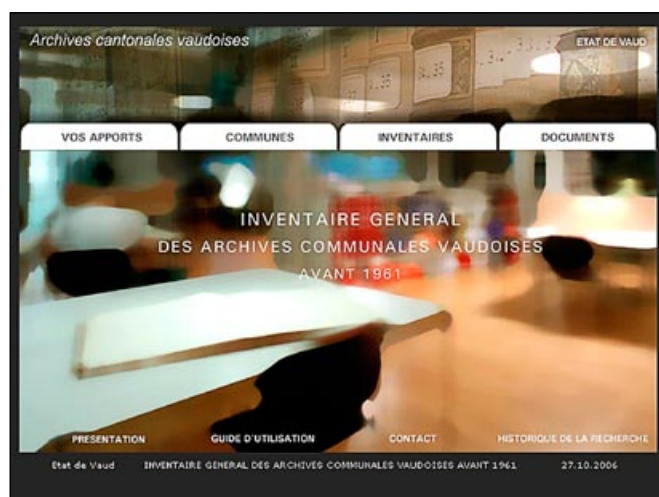 Archives cantonales vaudoises
ETAT DE VAUD
VOS APPORTS COMMUNES INVENTAIRES DOCUMENTS
INVENTAIRE GENERAL
DES ARCHIVES COMMUNALES VAUDOISES
AVANT 1961
PRESENTATION GUIDE D'UTILISATION CONTACT HISTORIQUE DE LA RECHERCHE
Etat de Vaud INVENTAIRE GENERAL DES ARCHIVES COMMUNALES VAUDOISES AVANT 1961 27.10.2006